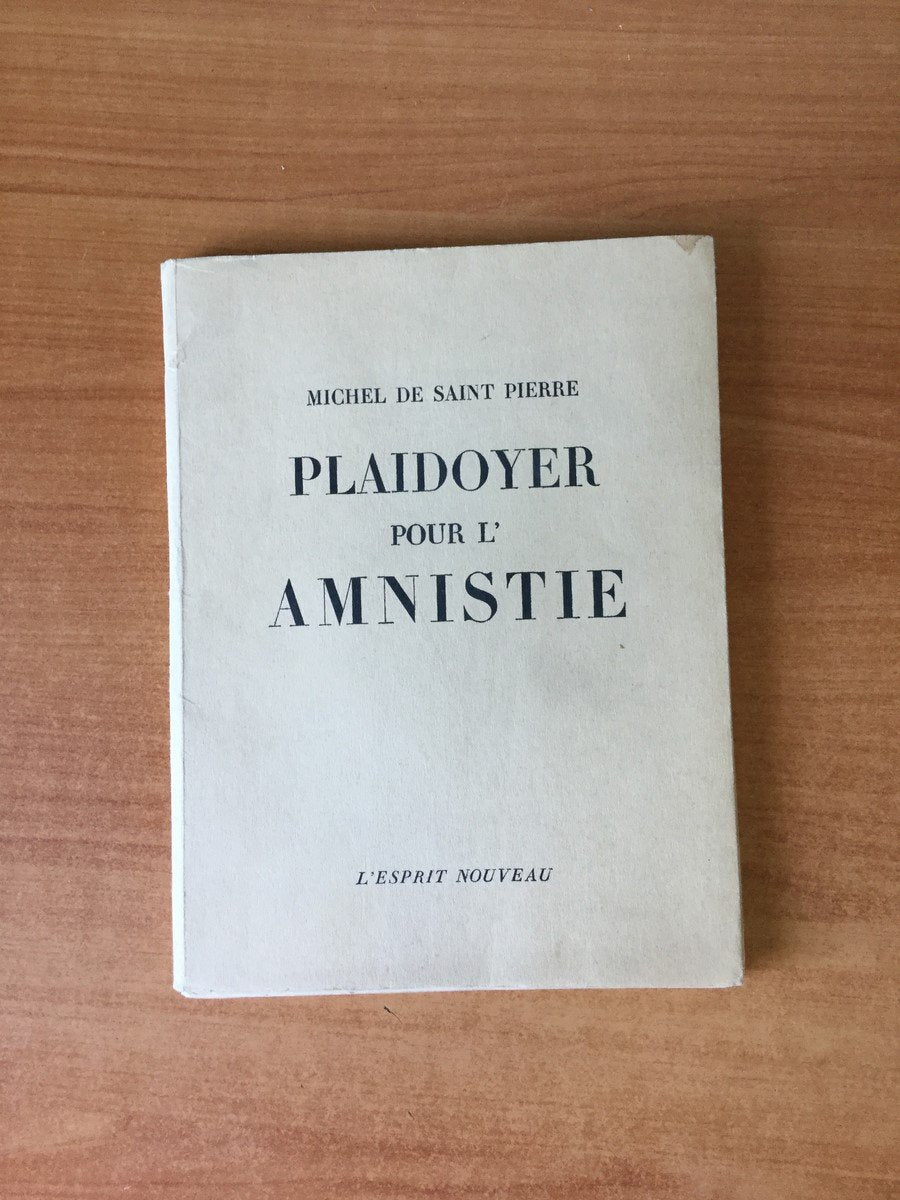 MICHEL DE SAINT PIERRE
PLAIDOYER
POUR L'
AMNISTIE
L'ESPRIT NOUVEAU